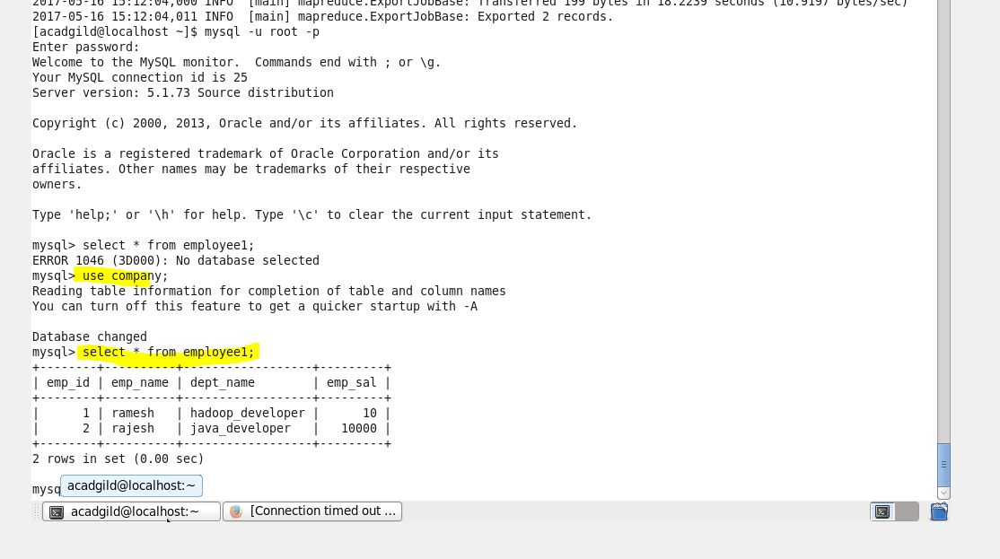 2017-05-16 15:12:04,000 INFO  [main] mapreduce.ExportJobBase: Transferred 199 bytes in 18.2239 seconds (10.9197 bytes/sec)
2017-05-16 15:12:04,011 INFO  [main] mapreduce.ExportJobBase: Exported 2 records.
[acadgild@localhost ~]$ mysql -u root -p
Enter password:
Welcome to the MySQL monitor.  Commands end with ; or \g.
Your MySQL connection id is 25
Server version: 5.1.73 Source distribution
Copyright (c) 2000, 2013, Oracle and/or its affiliates. All rights reserved.
Oracle is a registered trademark of Oracle Corporation and/or its
affiliates. Other names may be trademarks of their respective
owners.
Type 'help;' or '\h' for help. Type '\c' to clear the current input statement.
mysql> select * from employee1;
ERROR 1046 (3D000): No database selected
mysql> use company;
Reading table information for completion of table and column names
You can turn off this feature to get a quicker startup with -A
Database changed
mysql> select * from employee1;
+--------+----------+------------------+---------+
| emp_id | emp_name | dept_name        | emp_sal |
+--------+----------+------------------+---------+
|      1 | ramesh   | hadoop_developer |      10 |
|      2 | rajesh   | java_developer   |   10000 |
+--------+----------+------------------+---------+
2 rows in set (0.00 sec)
mysq
acadgild@localhost:~
acadgild@localhost:~
[Connection timed out ...